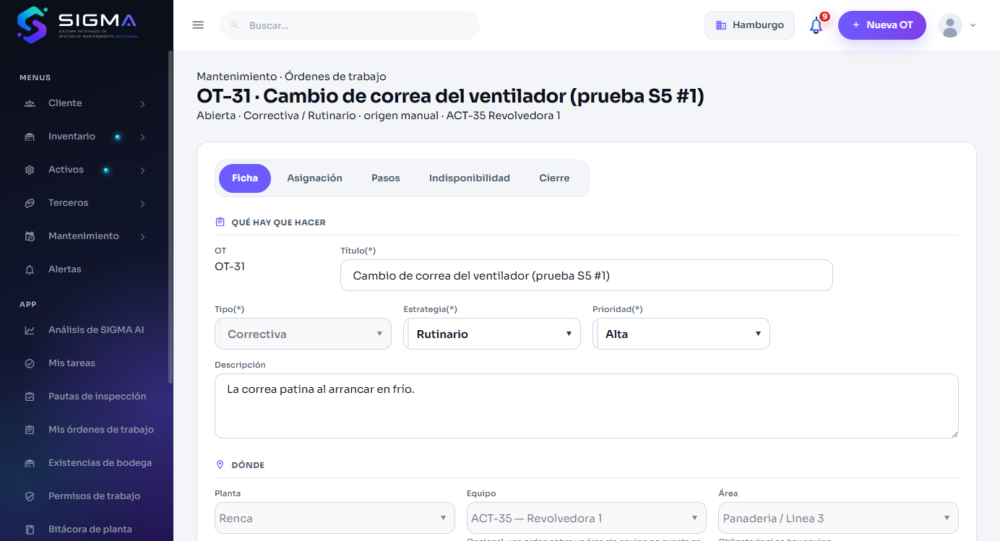 SIGMA
SISTEMA INTEGRADO DE
GESTION DE MANTENIMIENTO INDUSTRIAL
Buscar...
Hamburgo
9
+ Nueva OT
MENUS
Cliente
Inventario
Activos
Terceros
Mantenimiento
Alertas
APP
Análisis de SIGMA AI
Mis tareas
Pautas de inspección
Mis órdenes de trabajo
Existencias de bodega
Permisos de trabajo
Bitácora de planta
Mantenimiento · Órdenes de trabajo
OT-31 · Cambio de correa del ventilador (prueba S5 #1)
Abierta · Correctiva / Rutinario · origen manual · ACT-35 Revolvedora 1
Ficha Asignación Pasos Indisponibilidad Cierre
QUÉ HAY QUE HACER
OT Título(*)
OT-31 Cambio de correa del ventilador (prueba S5 #1)
Tipo(*) Estrategia(*) Prioridad(*)
Correctiva Rutinario Alta
Descripción
La correa patina al arrancar en frío.
DÓNDE
Planta Equipo Área
Renca ACT-35 — Revolvedora 1 Panaderia / Linea 3